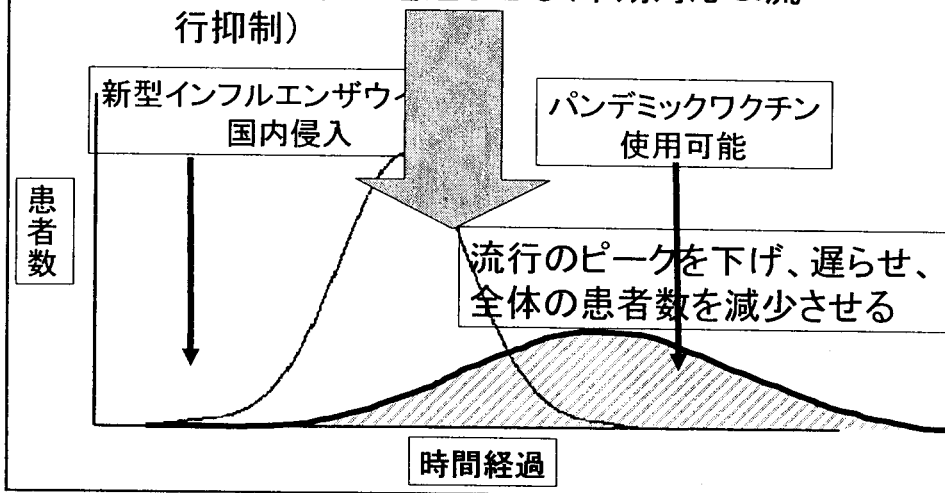 行抑制）
新型インフルエンザウイ
国内侵入
パンデミックワクチン
使用可能
患者数
流行のピークを下げ、遅らせ、
全体の患者数を減少させる
時間経過